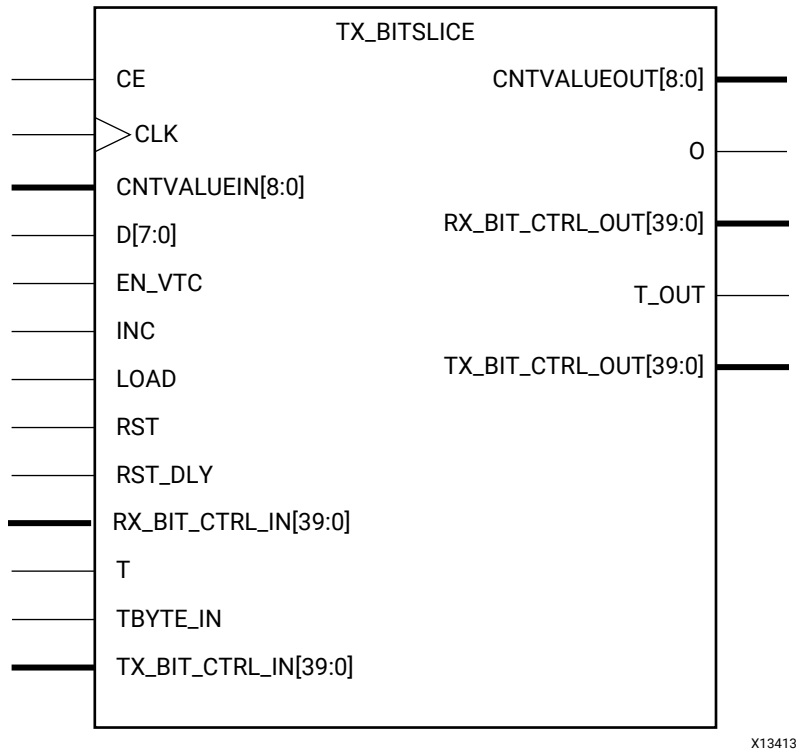 TX_BITSLICE
CE
CNTVALUEOUT[8:0]
CLK
O
CNTVALUEIN[8:0]
RX_BIT_CTRL_OUT[39:0]
D[7:0]
EN_VTC
T_OUT
INC
TX_BIT_CTRL_OUT[39:0]
LOAD
RST
RST_DLY
RX_BIT_CTRL_IN[39:0]
T
TBYTE_IN
TX_BIT_CTRL_IN[39:0]
X13413